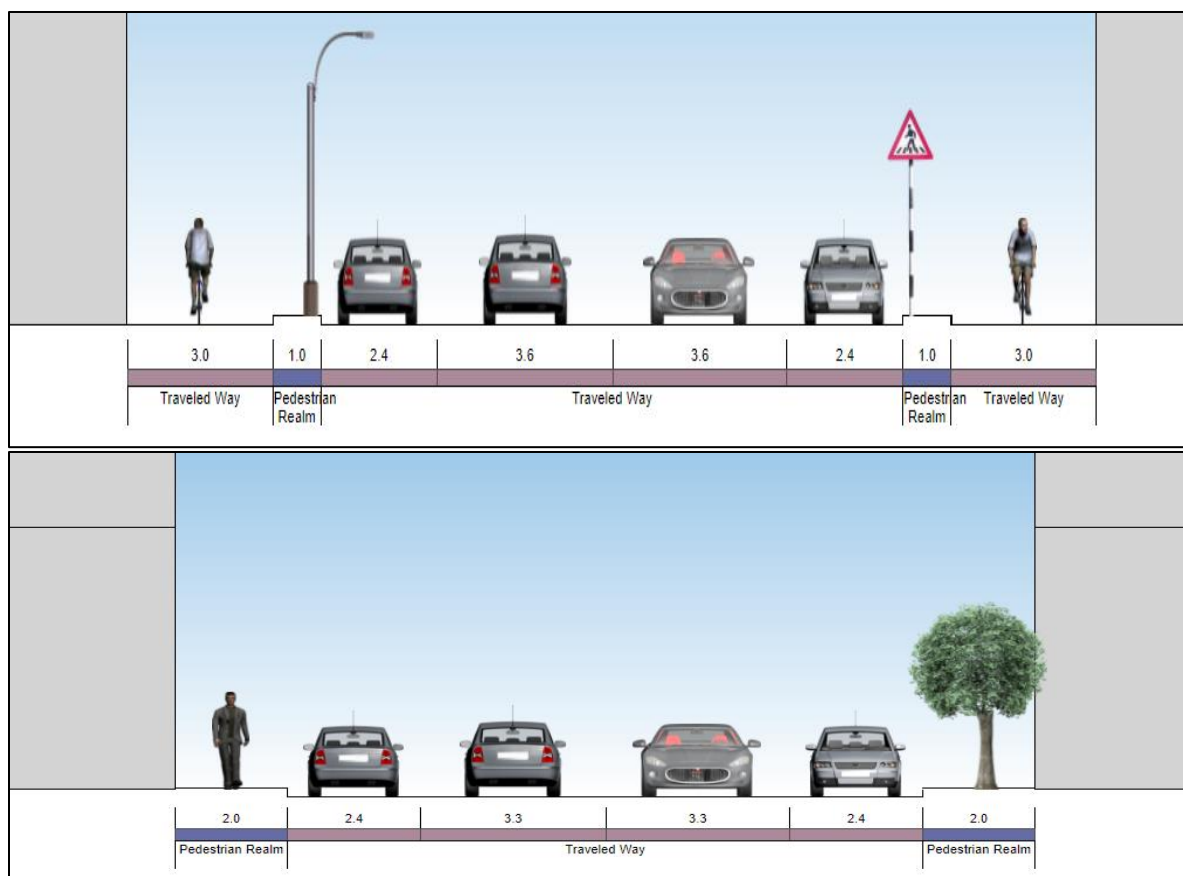 3.0 1.0 2.4 3.6 3.6 2.4 1.0 3.0
Traveled Way Pedestrian Traveled Way Pedestrian Traveled Way
Realm Realm
2.0 2.4 3.3 3.3 2.4 2.0
Pedestrian Realm Traveled Way Pedestrian Realm